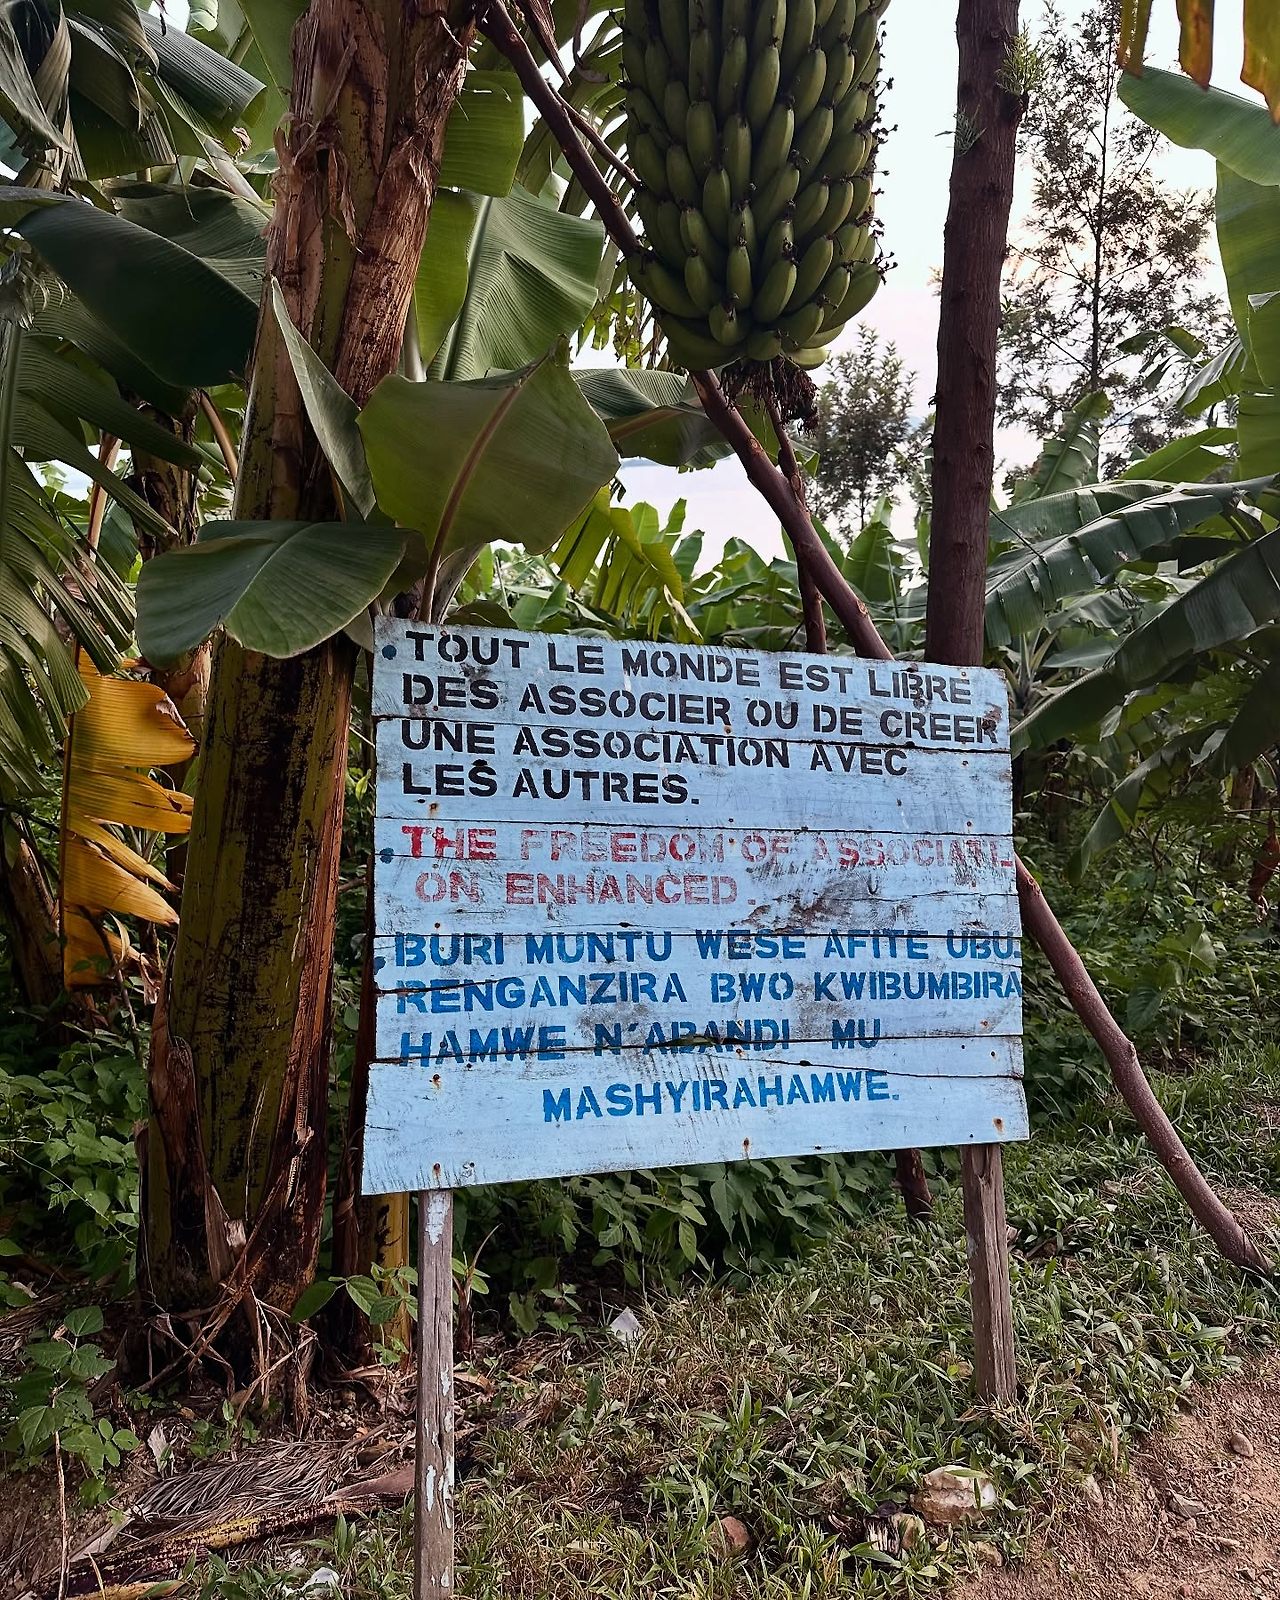 • TOUT LE MONDE EST LIBRE
DES ASSOCIER OU DE CREER
UNE ASSOCIATION AVEC
LES AUTRES.
• THE FREEDOM OF ASSOCIATI
ON ENHANCED.
• BURI MUNTU WESE AFITE UBU.
RENGANZIRA BWO KWIBUMBIRA
HAMWE N'ABANDI MU
MASHYIRAHAMWE.